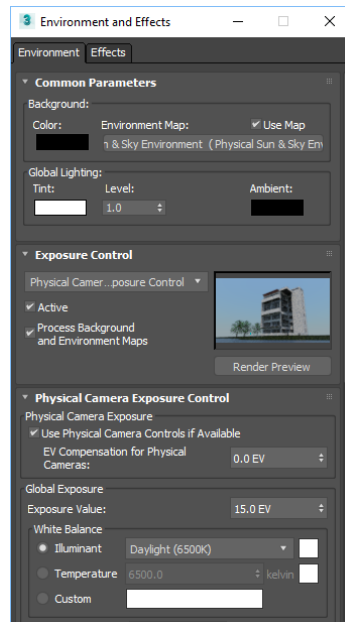 3 Environment and Effects
Environment Effects
Common Parameters
Background:
Color: Environment Map: Use Map
n & Sky Environment ( Physical Sun & Sky Env
Global Lighting:
Tint: Level: Ambient:
1.0
Exposure Control
Physical Camer...posure Control
Active
Process Background
and Environment Maps
Render Preview
Physical Camera Exposure Control
Physical Camera Exposure
Use Physical Camera Controls if Available
EV Compensation for Physical
Cameras: 0.0 EV
Global Exposure
Exposure Value: 15.0 EV
White Balance
Illuminant Daylight (6500K)
Temperature 6500.0 kelvin
Custom